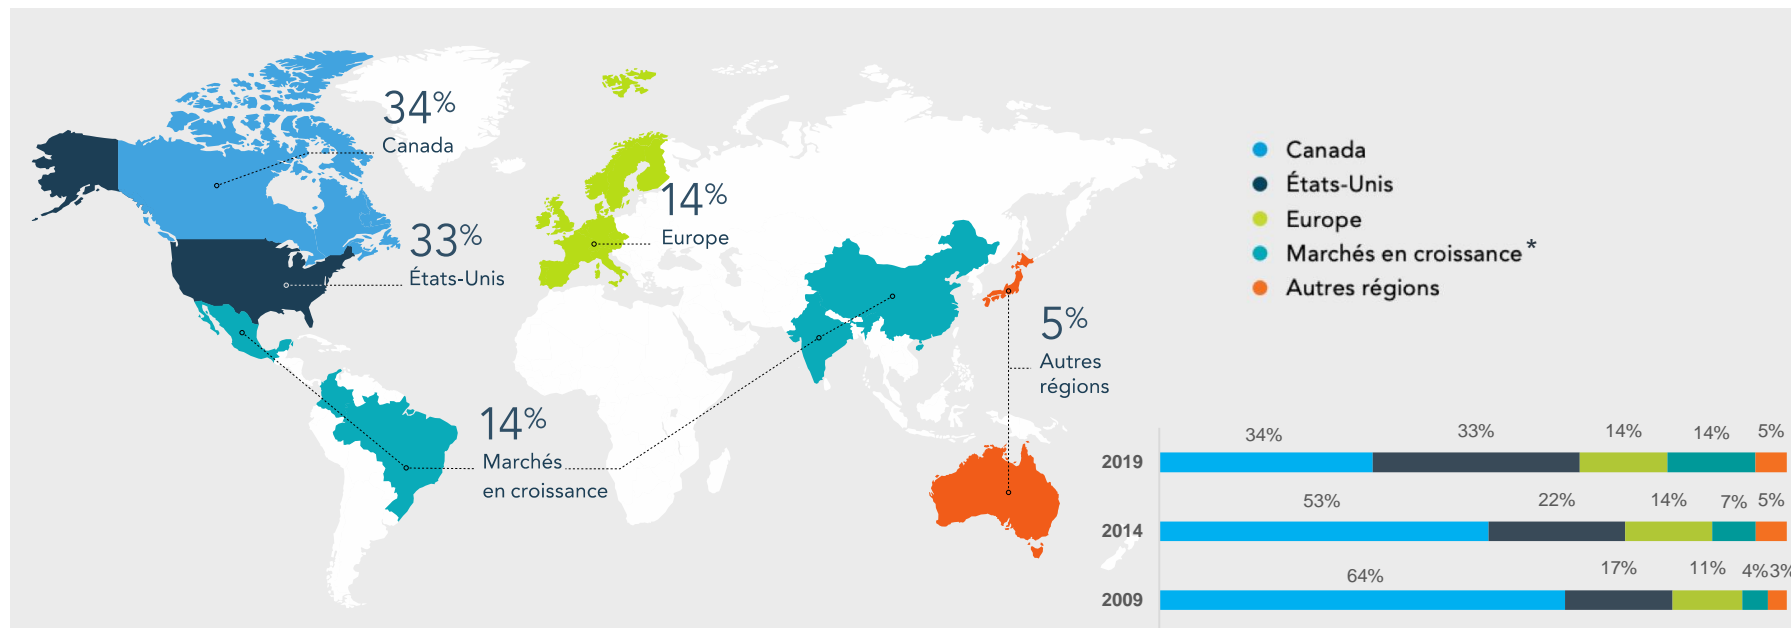 34%
Canada
33%
États-Unis
14%
Europe
14%
Marchés
en croissance
5%
Autres
régions
Canada
États-Unis
Europe
Marchés en croissance*
Autres régions
34% 33% 14% 14% 5%
2019
53% 22% 14% 7% 5%
2014
64% 17% 11% 4% 3%
2009